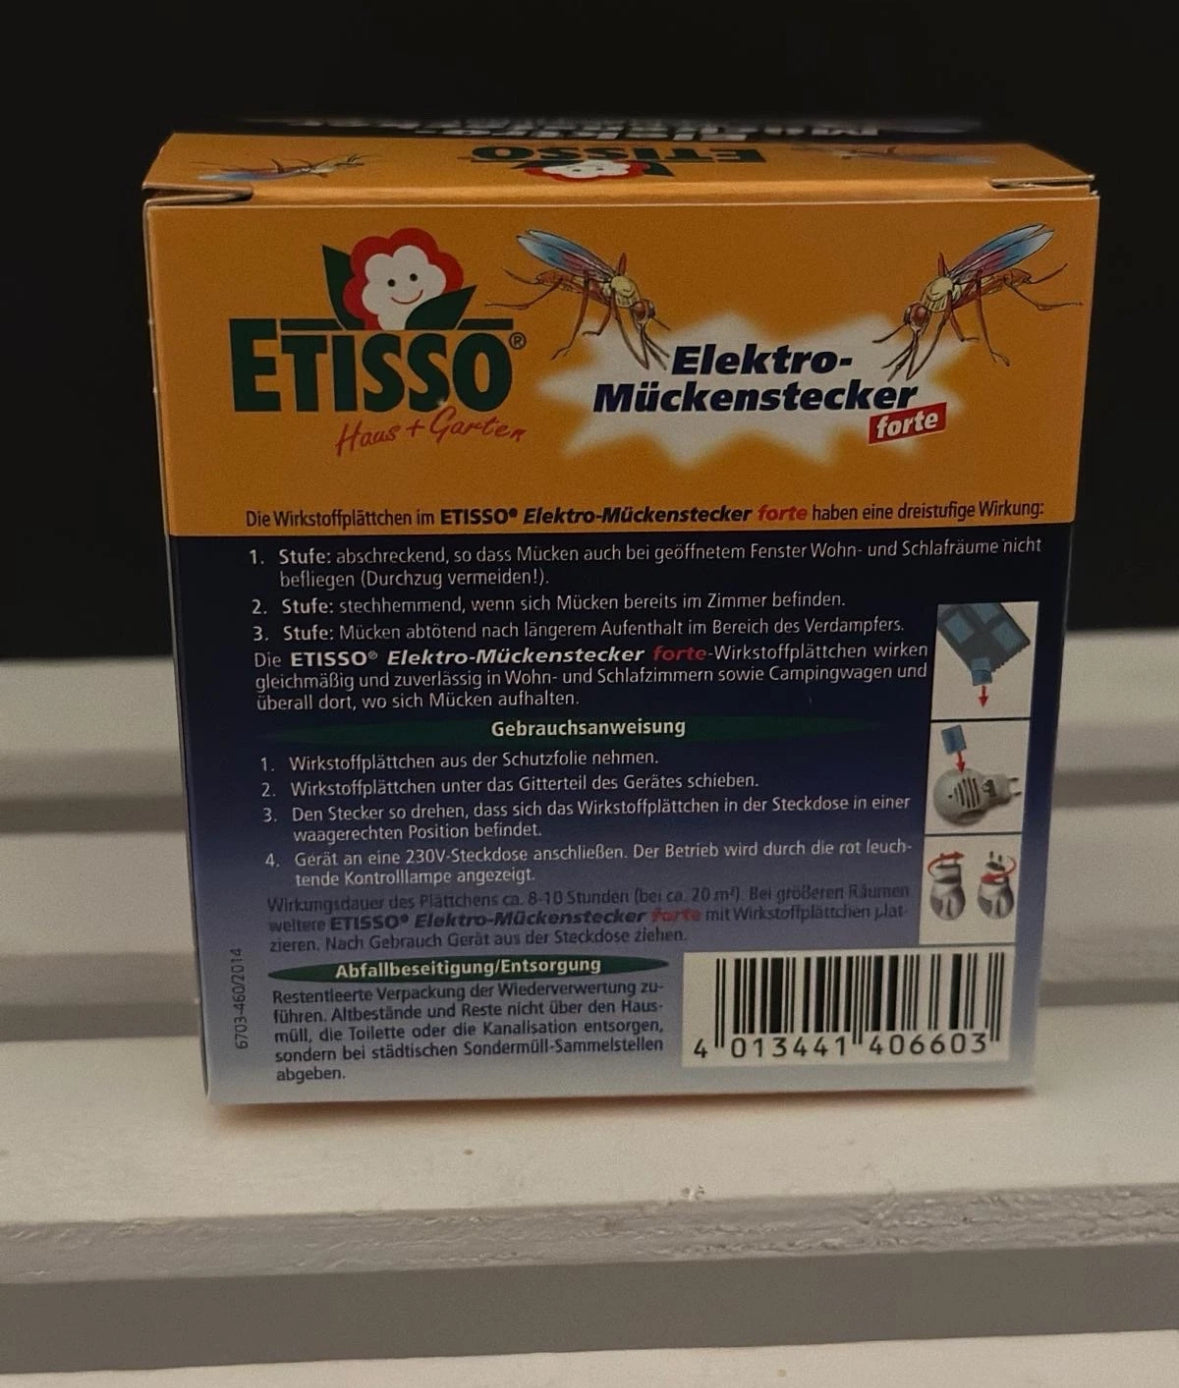 ETISSO
ETISSO®
Haus + Garten
Elektro-
Mückenstecker
forte
Die Wirkstoffplättchen im ETISSO® Elektro-Mückenstecker forte haben eine dreistufige Wirkung:
1. Stufe: abschreckend, so dass Mücken auch bei geöffnetem Fenster Wohn- und Schlafräume nicht
befliegen (Durchzug vermeiden!).
2. Stufe: stechhemmend, wenn sich Mücken bereits im Zimmer befinden.
3. Stufe: Mücken abtötend nach längerem Aufenthalt im Bereich des Verdampfers.
Die ETISSO® Elektro-Mückenstecker forte-Wirkstoffplättchen wirken
gleichmäßig und zuverlässig in Wohn- und Schlafzimmern sowie Campingwagen und
überall dort, wo sich Mücken aufhalten.
Gebrauchsanweisung
1. Wirkstoffplättchen aus der Schutzfolie nehmen.
2. Wirkstoffplättchen unter das Gitterteil des Gerätes schieben.
3. Den Stecker so drehen, dass sich das Wirkstoffplättchen in der Steckdose in einer
waagerechten Position befindet.
4. Gerät an eine 230V-Steckdose anschließen. Der Betrieb wird durch die rot leuch-
tende Kontrolllampe angezeigt.
Wirkungsdauer des Plättchens ca. 8-10 Stunden (bei ca. 20 m²). Bei größeren Räumen
weitere ETISSO® Elektro-Mückenstecker forte mit Wirkstoffplättchen plat-
zieren. Nach Gebrauch Gerät aus der Steckdose ziehen.
Abfallbeseitigung/Entsorgung
Restentleerte Verpackung der Wiederverwertung zu-
führen. Altbestände und Reste nicht über den Haus-
müll, die Toilette oder die Kanalisation entsorgen,
sondern bei städtischen Sondermüll-Sammelstellen
abgeben.
6703-460/2014
4 013441 406603